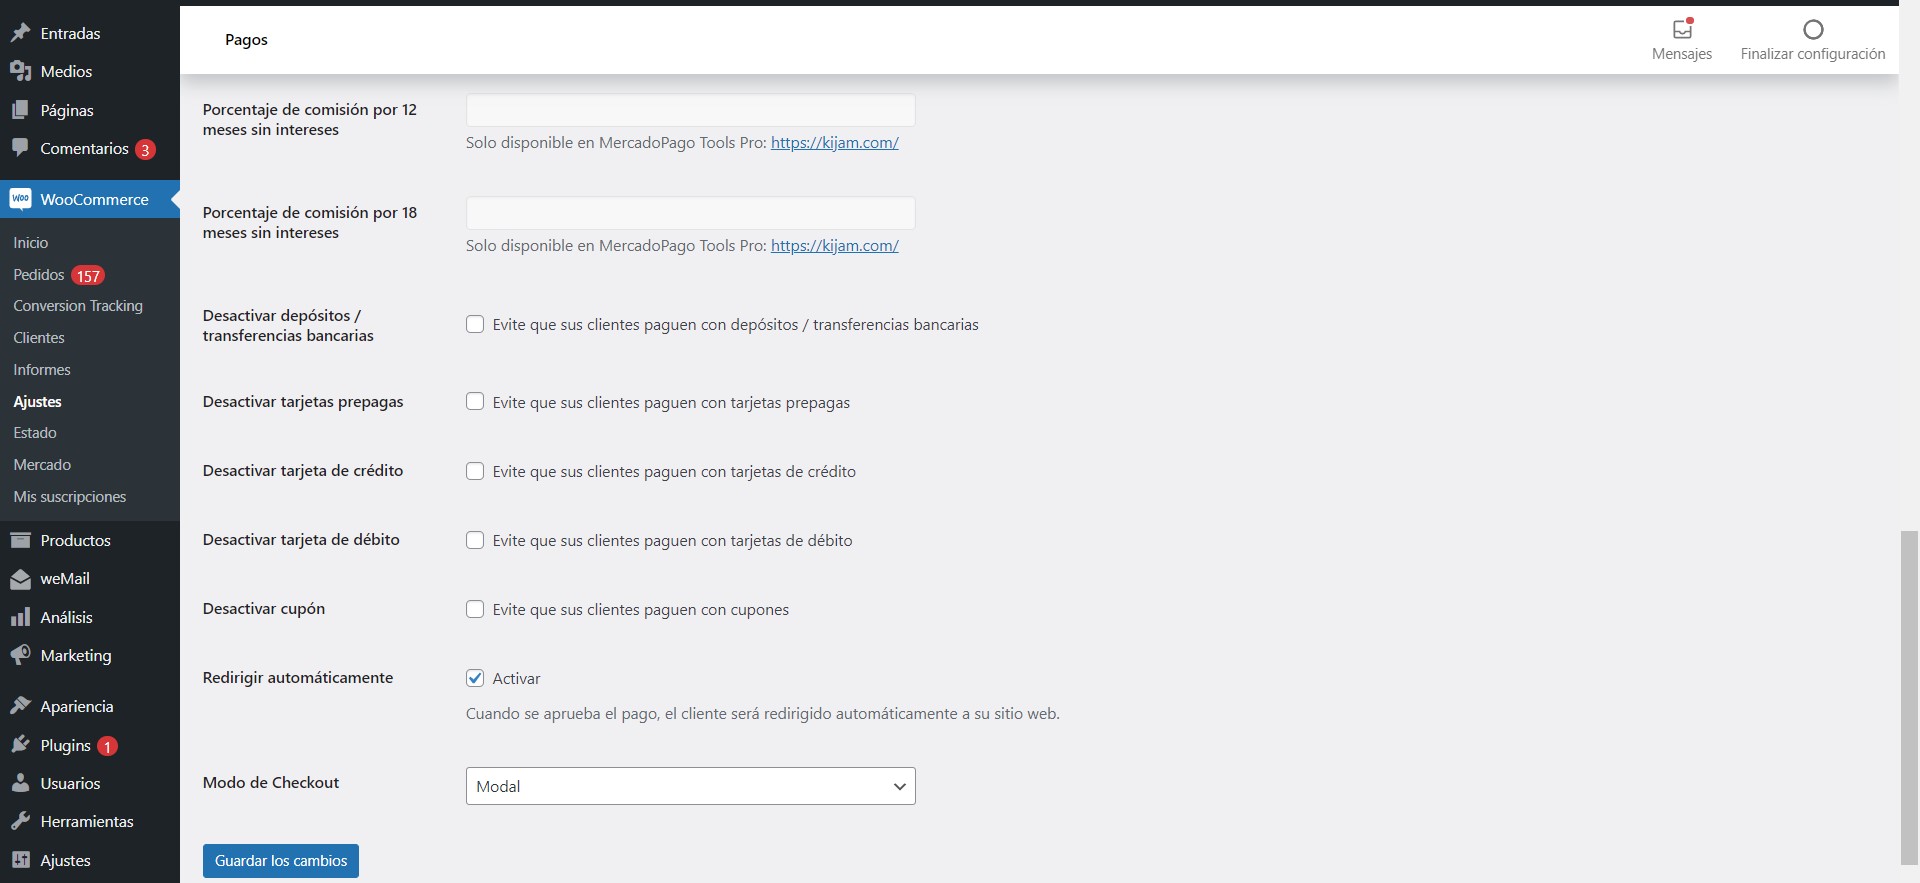 Entradas
Medios
Páginas
Comentarios 3
WooCommerce
Inicio
Pedidos 157
Conversion Tracking
Clientes
Informes
Ajustes
Estado
Mercado
Mis suscripciones
Productos
weMail
Análisis
Marketing
Apariencia
Plugins 1
Usuarios
Herramientas
Ajustes
Pagos
Mensajes
Finalizar configuración
Porcentaje de comisión por 12
meses sin intereses
Solo disponible en MercadoPago Tools Pro: https://kijam.com/
Porcentaje de comisión por 18
meses sin intereses
Solo disponible en MercadoPago Tools Pro: https://kijam.com/
Desactivar depósitos /
transferencias bancarias
Evite que sus clientes paguen con depósitos / transferencias bancarias
Desactivar tarjetas prepagas
Evite que sus clientes paguen con tarjetas prepagas
Desactivar tarjeta de crédito
Evite que sus clientes paguen con tarjetas de crédito
Desactivar tarjeta de débito
Evite que sus clientes paguen con tarjetas de débito
Desactivar cupón
Evite que sus clientes paguen con cupones
Redirigir automáticamente
Activar
Cuando se aprueba el pago, el cliente será redirigido automáticamente a su sitio web.
Modo de Checkout
Modal
Guardar los cambios